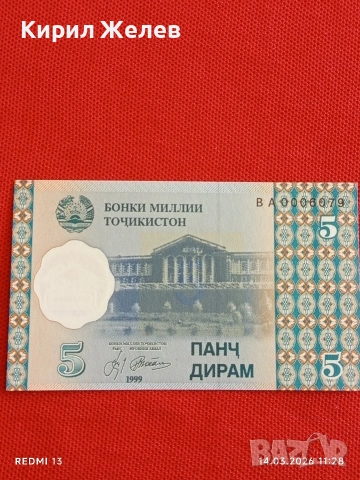 Кирил Желев
БОНКИ МИЛЛИИ
ТОҶИКИСТОН
ВА0006079
5
5
5
ПАНҶ
ДИРАМ
1999
REDMI 13
14.03.2026 11:28
BAZAR